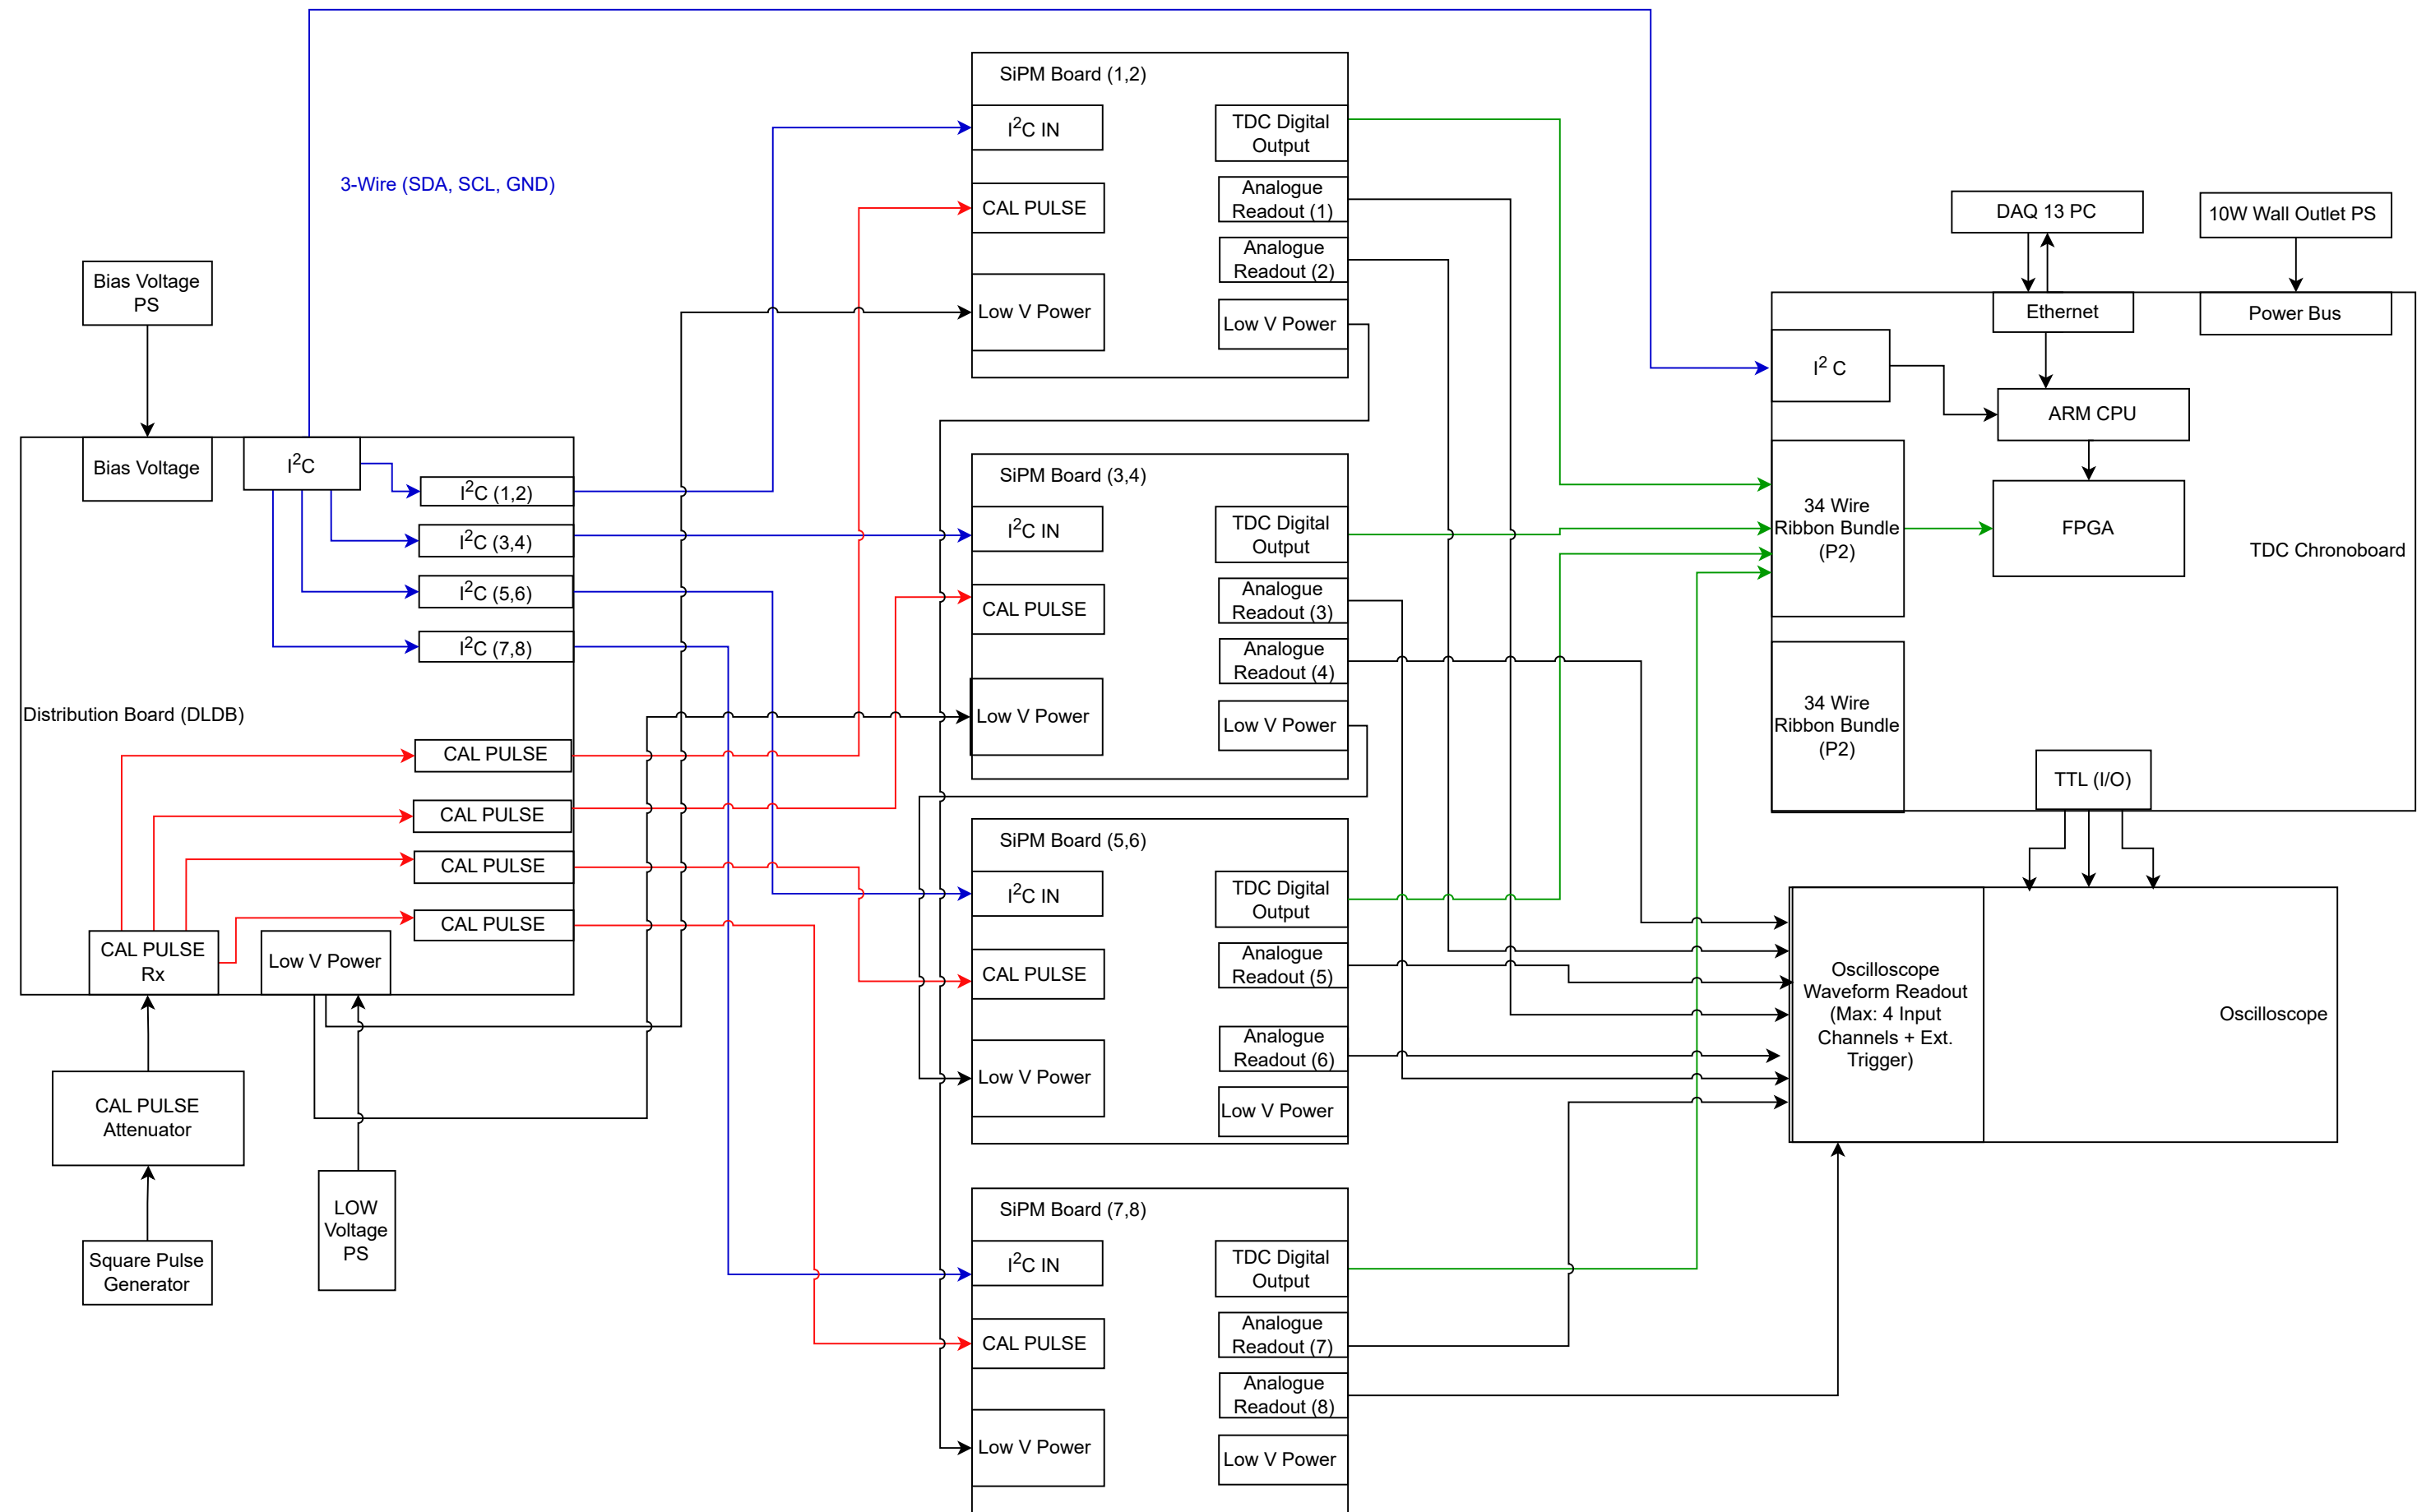 3-Wire (SDA, SCL, GND)
Bias Voltage
PS
Bias Voltage
I²C
I²C (1,2)
I²C (3,4)
I²C (5,6)
I²C (7,8)
Distribution Board (DLDB)
CAL PULSE
CAL PULSE
CAL PULSE
CAL PULSE
CAL PULSE
Rx
Low V Power
CAL PULSE
Attenuator
LOW
Voltage
PS
Square Pulse
Generator
SiPM Board (1,2)
I²C IN
CAL PULSE
Low V Power
TDC Digital
Output
Analogue
Readout (1)
Analogue
Readout (2)
Low V Power
SiPM Board (3,4)
I²C IN
CAL PULSE
Low V Power
TDC Digital
Output
Analogue
Readout (3)
Analogue
Readout (4)
Low V Power
SiPM Board (5,6)
I²C IN
CAL PULSE
Low V Power
TDC Digital
Output
Analogue
Readout (5)
Analogue
Readout (6)
Low V Power
SiPM Board (7,8)
I²C IN
CAL PULSE
Low V Power
TDC Digital
Output
Analogue
Readout (7)
Analogue
Readout (8)
Low V Power
DAQ 13 PC
10W Wall Outlet PS
Ethernet
Power Bus
I² C
ARM CPU
34 Wire
Ribbon Bundle
(P2)
FPGA
TDC Chronoboard
34 Wire
Ribbon Bundle
(P2)
TTL (I/O)
Oscilloscope
Waveform Readout
(Max: 4 Input
Channels + Ext.
Trigger)
Oscilloscope